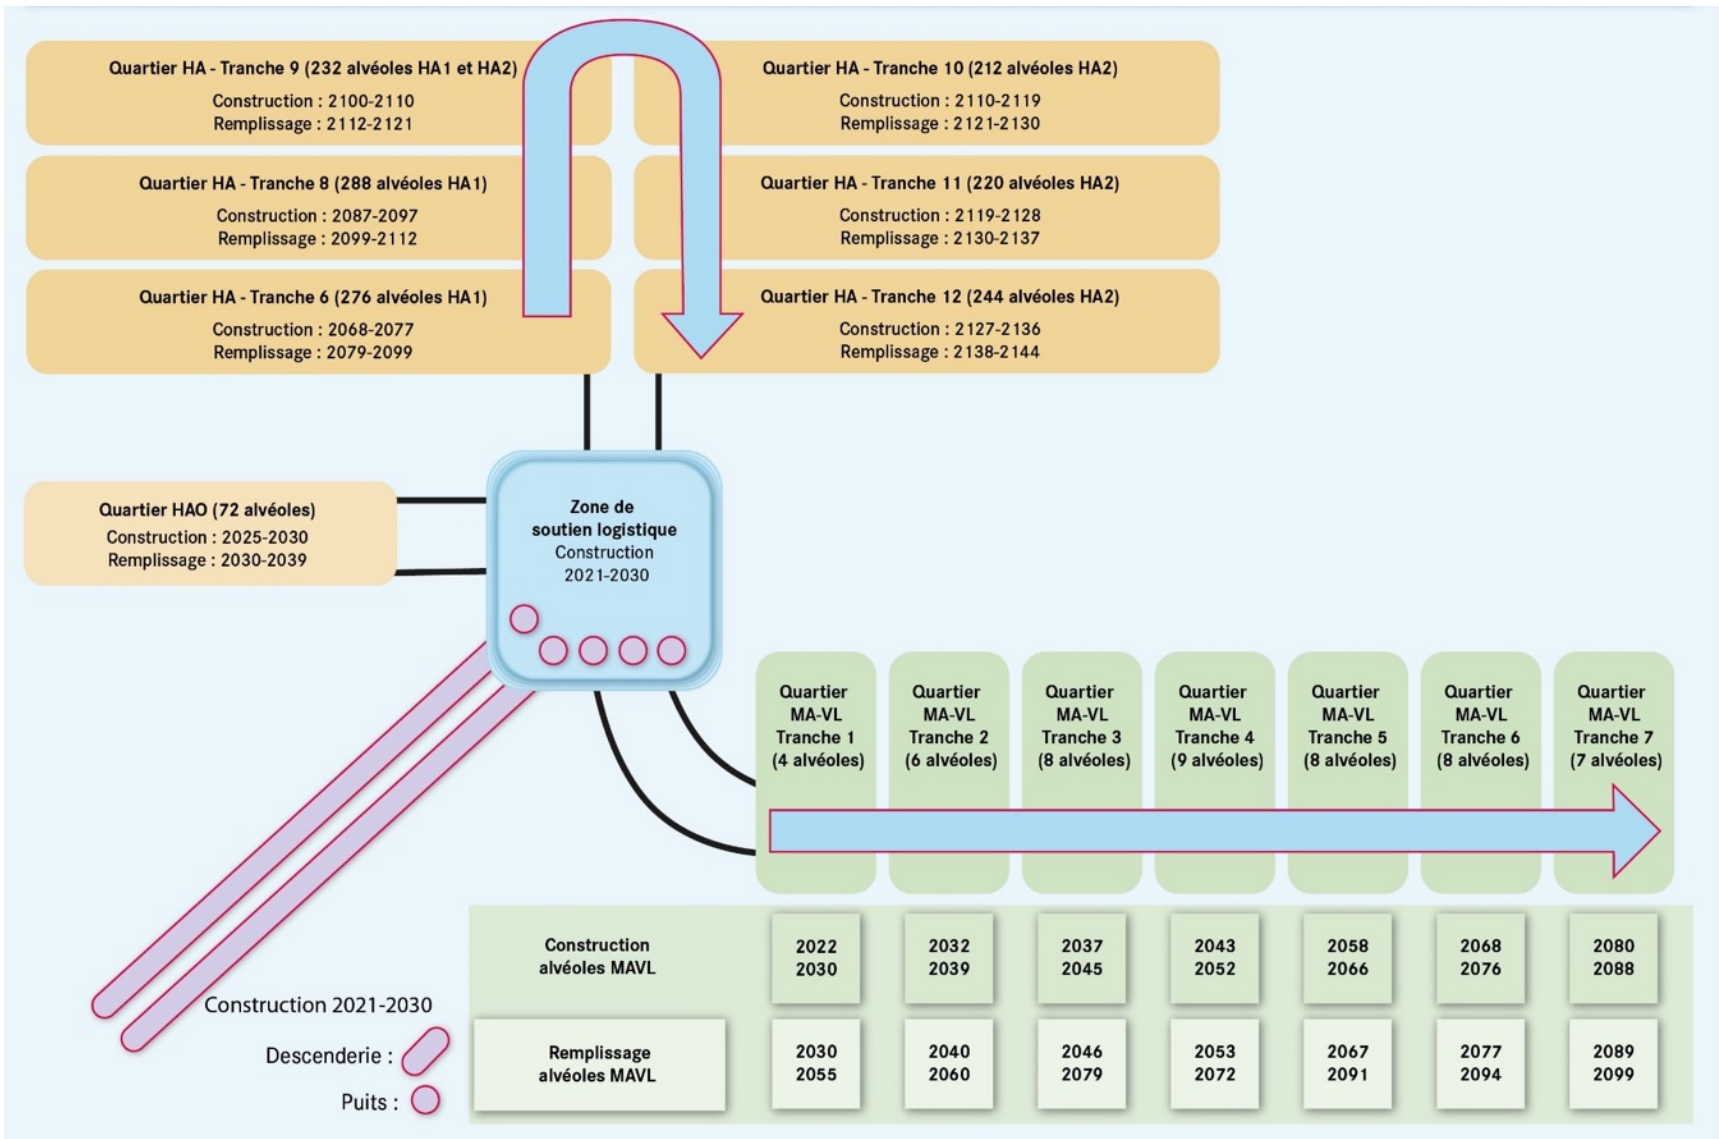 Quartier HA - Tranche 9 (232 alvéoles HA1 et HA2)
Construction : 2100-2110
Remplissage : 2112-2121
Quartier HA - Tranche 10 (212 alvéoles HA2)
Construction : 2110-2119
Remplissage : 2121-2130
Quartier HA - Tranche 8 (288 alvéoles HA1)
Construction : 2087-2097
Remplissage : 2099-2112
Quartier HA - Tranche 11 (220 alvéoles HA2)
Construction : 2119-2128
Remplissage : 2130-2137
Quartier HA - Tranche 6 (276 alvéoles HA1)
Construction : 2068-2077
Remplissage : 2079-2099
Quartier HA - Tranche 12 (244 alvéoles HA2)
Construction : 2127-2136
Remplissage : 2138-2144
Quartier HAO (72 alvéoles)
Construction : 2025-2030
Remplissage : 2030-2039
Zone de
soutien logistique
Construction
2021-2030
Quartier
MA-VL
Tranche 1
(4 alvéoles)
Quartier
MA-VL
Tranche 2
(6 alvéoles)
Quartier
MA-VL
Tranche 3
(8 alvéoles)
Quartier
MA-VL
Tranche 4
(9 alvéoles)
Quartier
MA-VL
Tranche 5
(8 alvéoles)
Quartier
MA-VL
Tranche 6
(8 alvéoles)
Quartier
MA-VL
Tranche 7
(7 alvéoles)
Construction
alvéoles MAVL
2022
2030
2032
2039
2037
2045
2043
2052
2058
2066
2068
2076
2080
2088
Remplissage
alvéoles MAVL
2030
2055
2040
2060
2046
2079
2053
2072
2067
2091
2077
2094
2089
2099
Construction 2021-2030
Descenderie :
Puits :